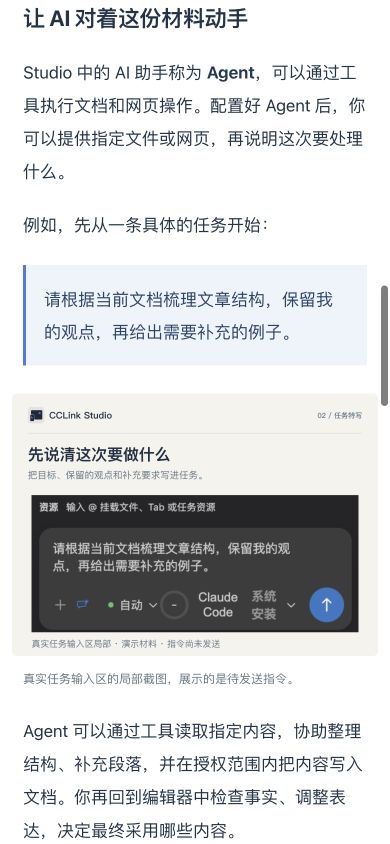 让 AI 对着这份材料动手
Studio 中的 AI 助手称为 Agent，可以通过工
具执行文档和网页操作。配置好 Agent 后，你
可以提供指定文件或网页，再说明这次要处理
什么。
例如，先从一条具体的任务开始：
请根据当前文档梳理文章结构，保留我
的观点，再给出需要补充的例子。
CCLink Studio
02 / 任务特写
先说清这次要做什么
把目标、保留的观点和补充要求写进任务。
资源 输入 @ 挂载文件、Tab 或任务资源
请根据当前文档梳理文章结构，保留我的观
点，再给出需要补充的例子。
自动
Claude
Code
系统
安装
真实任务输入区局部 · 演示材料 · 指令尚未发送
真实任务输入区的局部截图，展示的是待发送指令。
Agent 可以通过工具读取指定内容，协助整理
结构、补充段落，并在授权范围内把内容写入
文档。你再回到编辑器中检查事实、调整表
达，决定最终采用哪些内容。